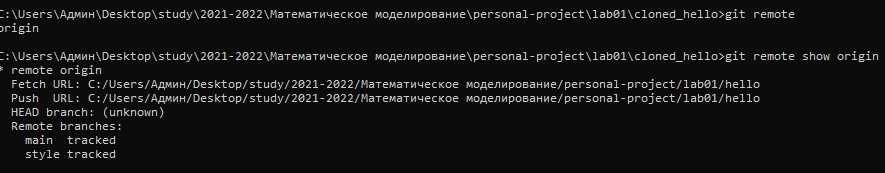 C:\Users\Админ\Desktop\study\2021-2022\Математическое моделирование\personal-project\lab01\cloned_hello>git remote
origin
C:\Users\Админ\Desktop\study\2021-2022\Математическое моделирование\personal-project\lab01\cloned_hello>git remote show origin
* remote origin
  Fetch URL: C:/Users/Админ/Desktop/study/2021-2022/Математическое моделирование/personal-project/lab01/hello
  Push  URL: C:/Users/Админ/Desktop/study/2021-2022/Математическое моделирование/personal-project/lab01/hello
  HEAD branch: (unknown)
  Remote branches:
    main  tracked
    style tracked